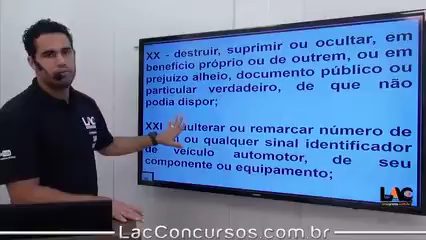 XX - destruir, suprimir ou ocultar, em
benefício próprio ou de outrem, ou em
prejuízo alheio, documento público ou
particular verdadeiro, de que não
podia dispor;
XXI - adulterar ou remarcar número de
ou qualquer sinal identificador
de veículo automotor, de seu
componente ou equipamento;
LAC
LAC
LacConcursos.com.br